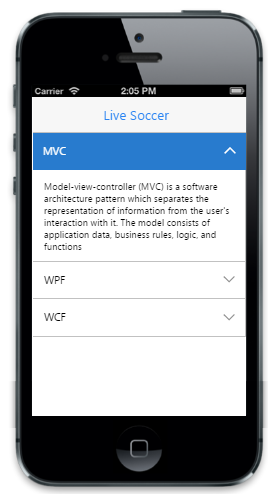 Carrier 2:05 PM
Live Soccer
MVC
Model-view-controller (MVC) is a software
architecture pattern which separates the
representation of information from the user's
interaction with it. The model consists of
application data, business rules, logic, and
functions
WPF
WCF